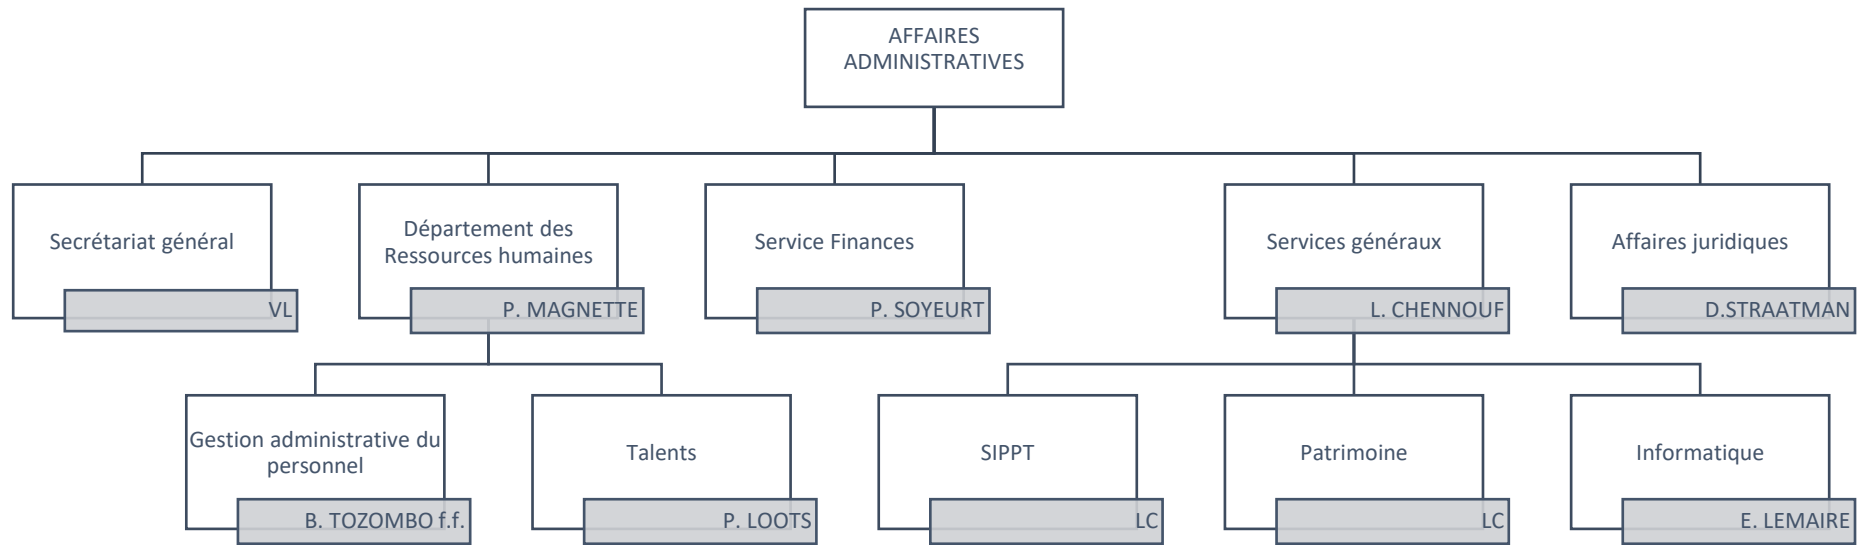 AFFAIRES
ADMINISTRATIVES
Secrétariat général
VL
Département des
Ressources humaines
P. MAGNETTE
Service Finances
P. SOYEURT
Services généraux
L. CHENNOUF
Affaires juridiques
D.STRAATMAN
Gestion administrative du
personnel
B. TOZOMBO f.f.
Talents
P. LOOTS
SIPPT
LC
Patrimoine
LC
Informatique
E. LEMAIRE